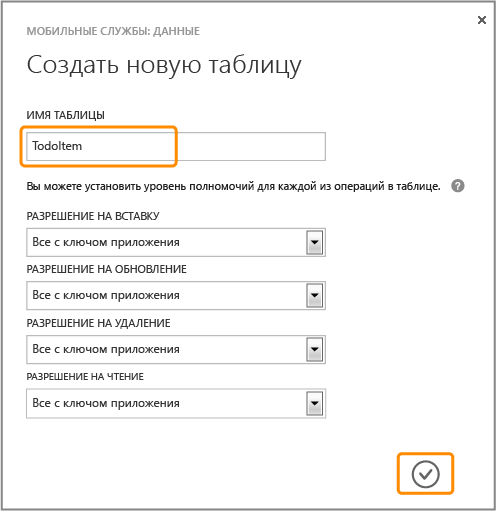 МОБИЛЬНЫЕ СЛУЖБЫ: ДАННЫЕ
Создать новую таблицу
ИМЯ ТАБЛИЦЫ
TodoItem
Вы можете установить уровень полномочий для каждой из операций в таблице. ?
РАЗРЕШЕНИЕ НА ВСТАВКУ
Все с ключом приложения
РАЗРЕШЕНИЕ НА ОБНОВЛЕНИЕ
Все с ключом приложения
РАЗРЕШЕНИЕ НА УДАЛЕНИЕ
Все с ключом приложения
РАЗРЕШЕНИЕ НА ЧТЕНИЕ
Все с ключом приложения